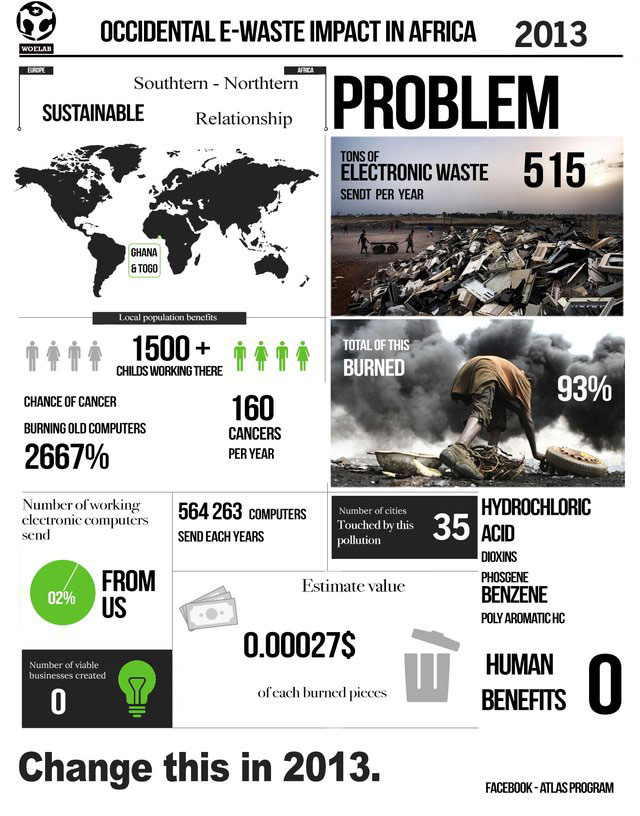 WOELAB
OCCIDENTAL E-WASTE IMPACT IN AFRICA 2013
EUROPE
AFRICA
Southtern - Northtern
SUSTAINABLE
Relationship
GHANA
& TOGO
PROBLEM
TONS OF
ELECTRONIC WASTE
SENDT PER YEAR
515
Local population benefits
1500 +
CHILDS WORKING THERE
CHANCE OF CANCER
BURNING OLD COMPUTERS
2667%
160
CANCERS
PER YEAR
TOTAL OF THIS
BURNED
93%
Number of working
electronic computers
send
02%
FROM
US
564 263 COMPUTERS
SEND EACH YEARS
Number of cities
Touched by this
pollution
35
HYDROCHLORIC
ACID
DIOXINS
PHOSGENE
BENZENE
POLY AROMATIC HC
Estimate value
0.00027$
of each burned pieces
Number of viable
businesses created
0
HUMAN
BENEFITS
0
Change this in 2013.
FACEBOOK - ATLAS PROGRAM